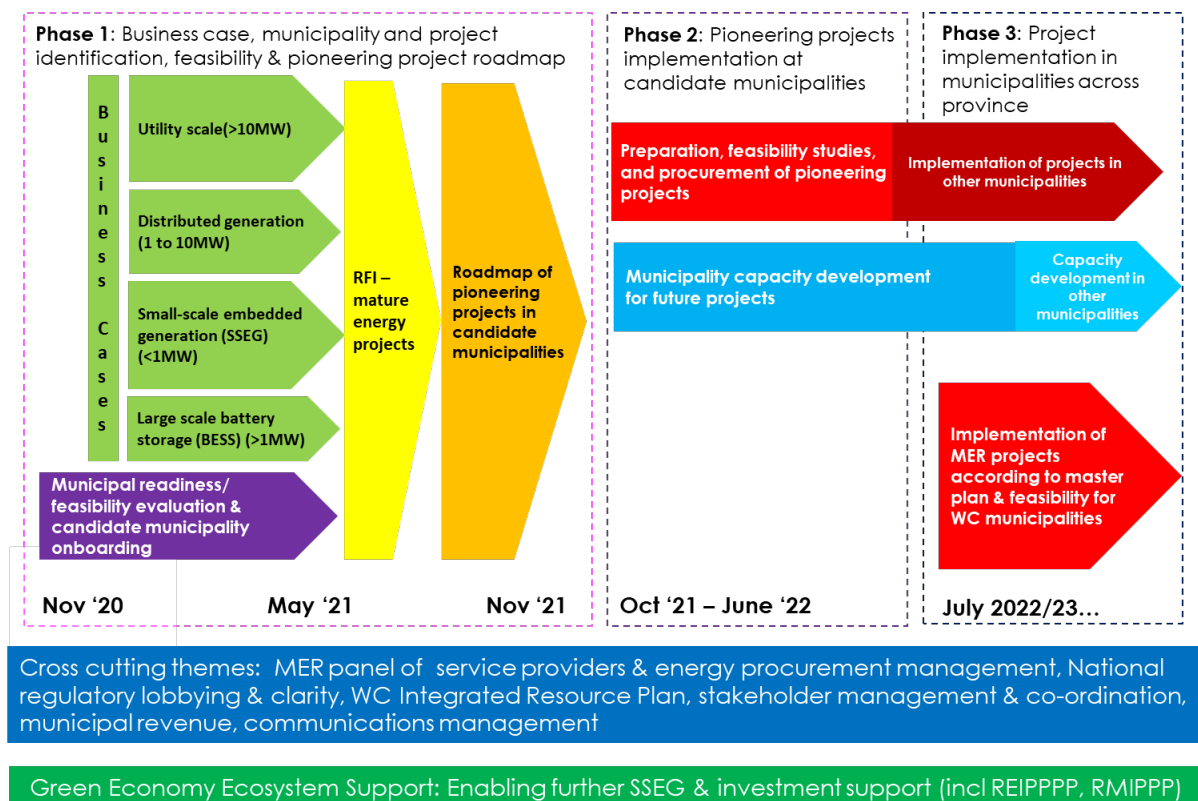 Phase 1: Business case, municipality and project
identification, feasibility & pioneering project roadmap
Business Cases
Utility scale(>10MW)
Distributed generation
(1 to 10MW)
Small-scale embedded
generation (SSEG)
(<1MW)
Large scale battery
storage (BESS) (>1MW)
Municipal readiness/
feasibility evaluation &
candidate municipality
onboarding
RFI –
mature
energy
projects
Roadmap of
pioneering
projects in
candidate
municipalities
Nov ‘20
May ‘21
Nov ‘21
Phase 2: Pioneering projects
implementation at
candidate municipalities
Phase 3: Project
implementation in
municipalities across
province
Preparation, feasibility studies,
and procurement of pioneering
projects
Implementation of projects in
other municipalities
Municipality capacity development
for future projects
Capacity
development in
other
municipalities
Implementation of
MER projects
according to master
plan & feasibility for
WC municipalities
Oct ‘21 – June ‘22
July 2022/23...
Cross cutting themes: MER panel of service providers & energy procurement management, National
regulatory lobbying & clarity, WC Integrated Resource Plan, stakeholder management & co-ordination,
municipal revenue, communications management
Green Economy Ecosystem Support: Enabling further SSEG & investment support (incl REIPPPP, RMIPPP)